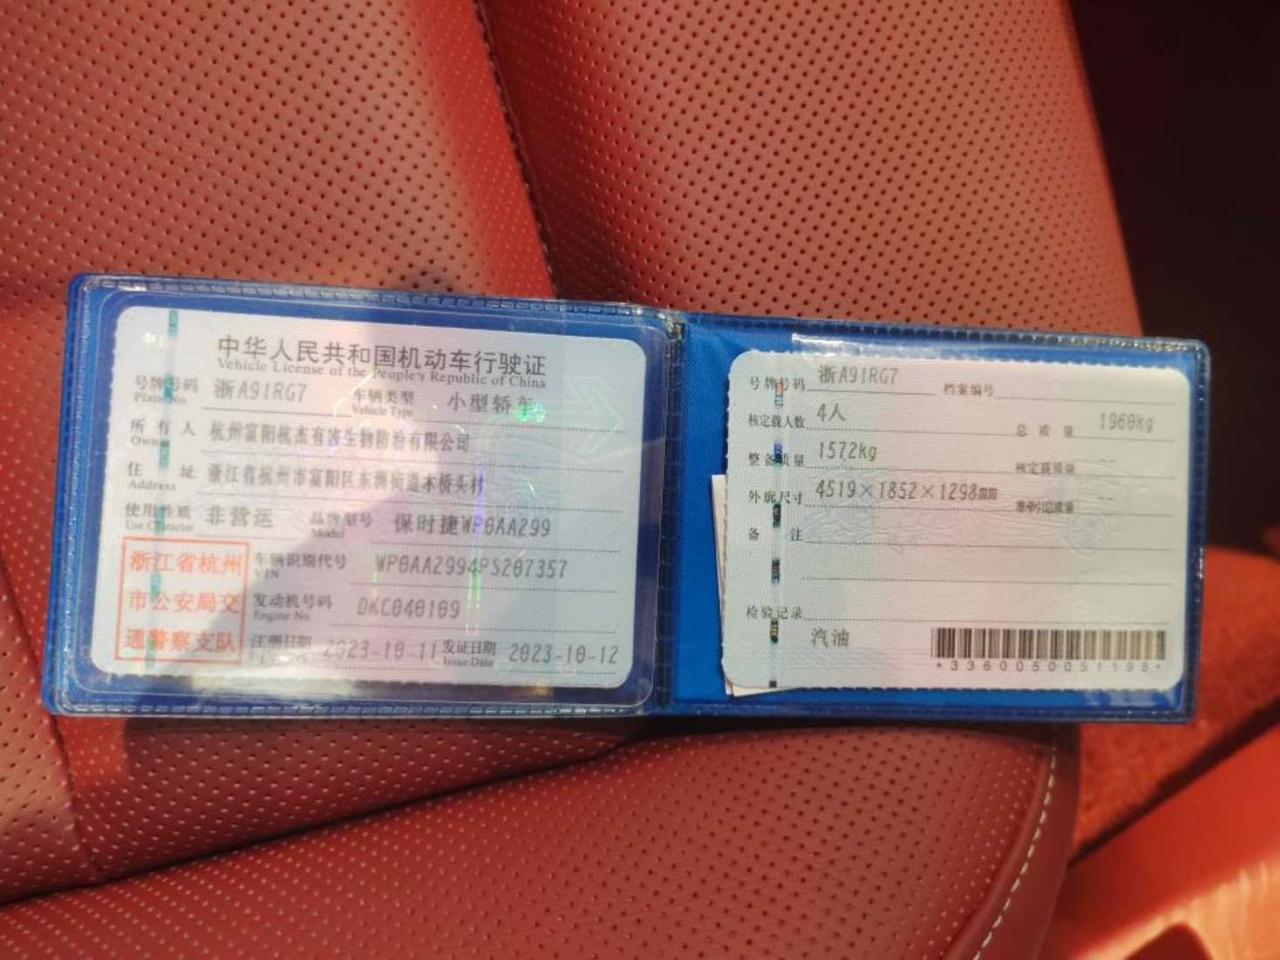 中华人民共和国机动车行驶证
Vehicle License of the People's Republic of China
号牌号码 浙A91RG7 车辆类型 小型轿车
Plate No. Vehicle Type
所有人 杭州富阳杭杰有害生物防治有限公司
Owner
住址 浙江省杭州市富阳区东洲街道木桥头村
Address
使用性质 非营运 品牌型号 保时捷WP0AA299
Use Character Model
浙江省杭州
市公安局交
通警察支队
车辆识别代号 WP0AA2994PS207357
VIN
发动机号码 DKC040109
Engine No.
注册日期 2023-10-11 发证日期 2023-10-12
Issue Date
号牌号码 浙A91RG7 档案编号
核定载人数 4人 总质量 1960kg
整备质量 1572kg 核定载质量 --
外廓尺寸 4519×1852×1298mm 准牵引总质量 --
备注
检验记录
汽油
*3360050051198*